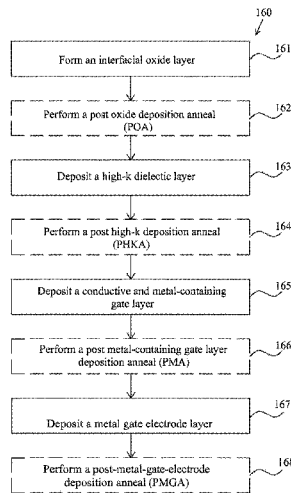 160
Form an interfacial oxide layer
161
Perform a post oxide deposition anneal
(POA)
162
Deposit a high-k dielectric layer
163
Perform a post high-k deposition anneal
(PHKA)
164
Deposit a conductive and metal-containing
gate layer
165
Perform a post metal-containing gate layer
deposition anneal (PMA)
166
Deposit a metal gate electrode layer
167
Perform a post-metal-gate-electrode
deposition anneal (PMGA)
168